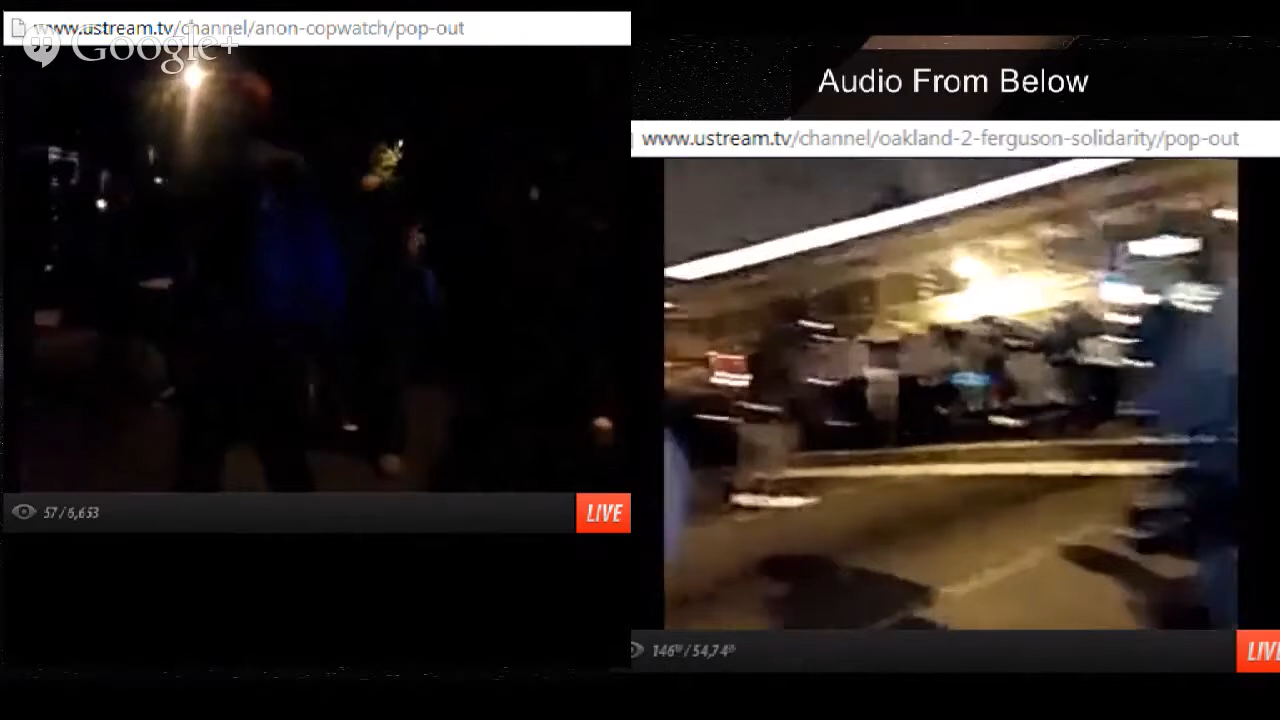 www.ustream.tv/channel/anon-copwatch/pop-out
Google+
57 / 6,653
LIVE
Audio From Below
www.ustream.tv/channel/oakland-2-ferguson-solidarity/pop-out
LIVE